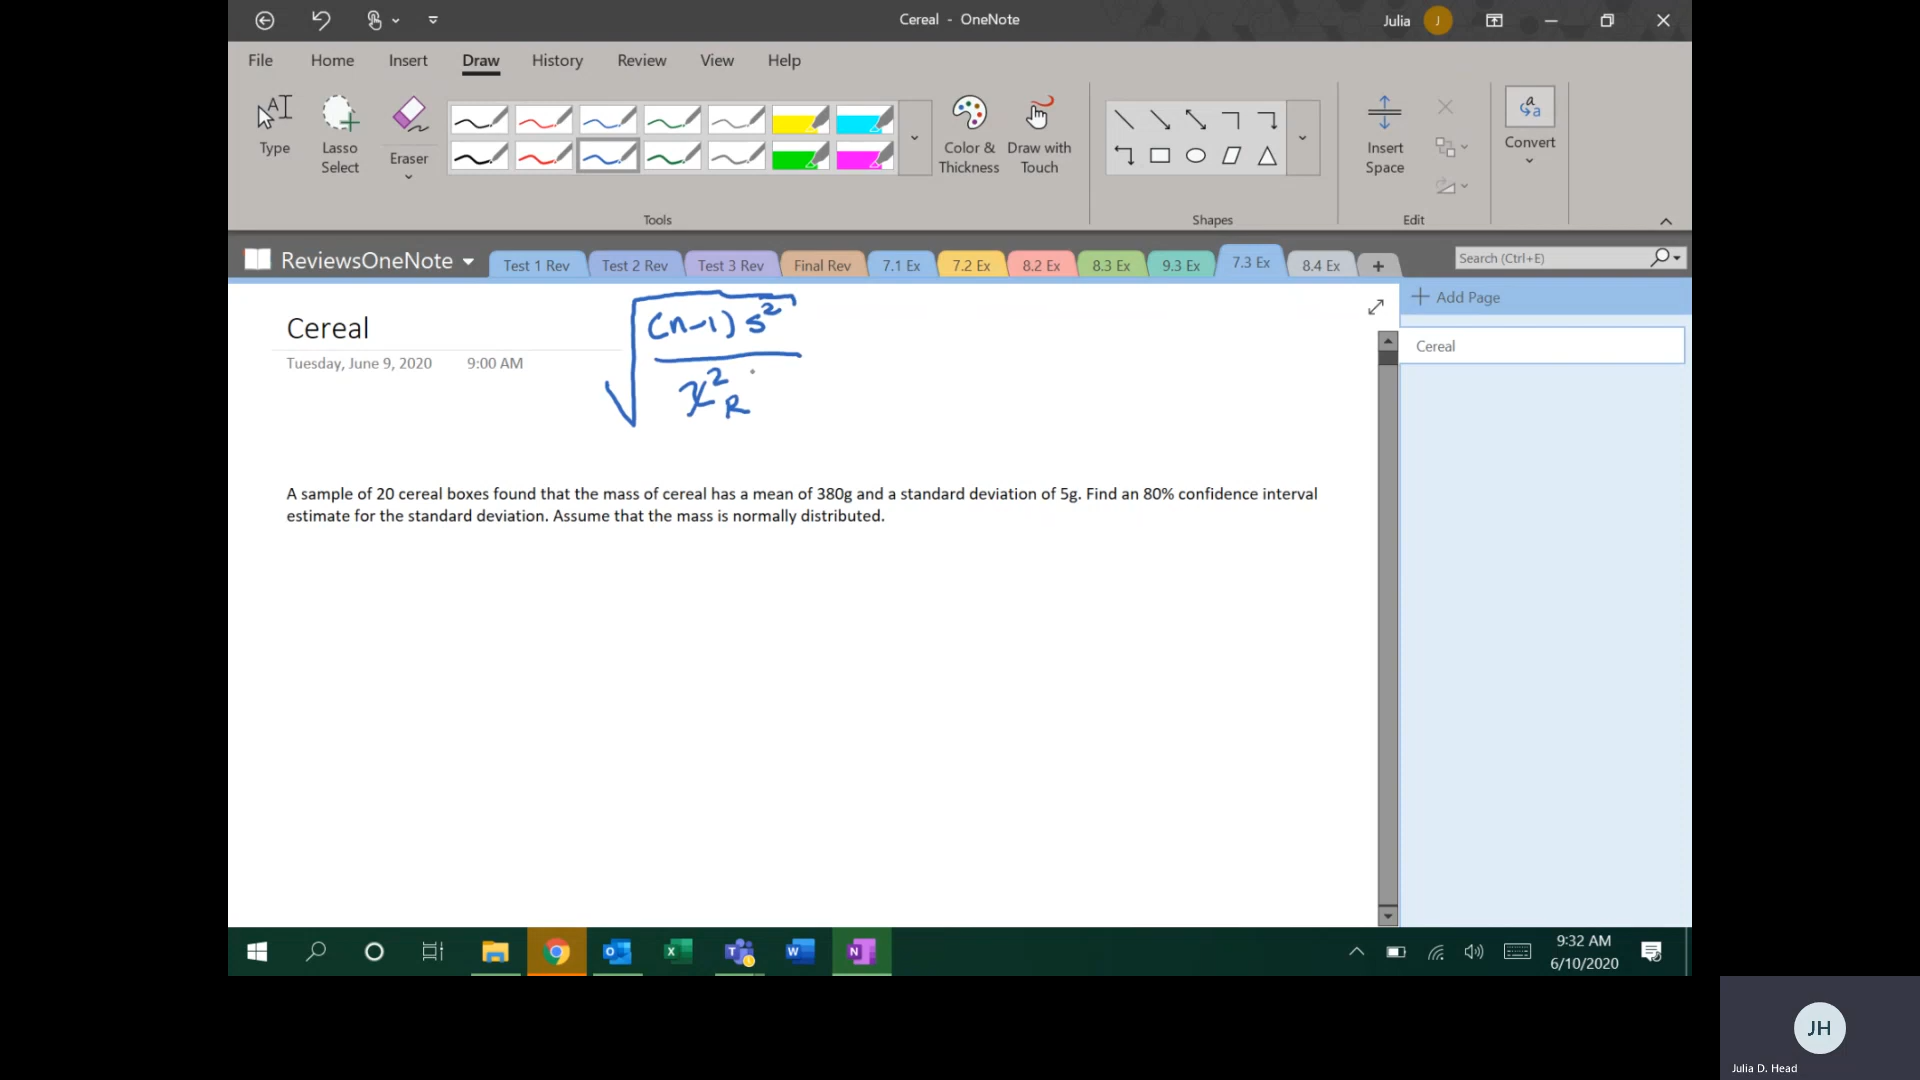 Cereal - OneNote
Julia
J
File Home Insert Draw History Review View Help
Type
Lasso Select
Eraser
Color & Thickness
Draw with Touch
Insert Space
Convert
Tools
Shapes
Edit
ReviewsOneNote
Test 1 Rev
Test 2 Rev
Test 3 Rev
Final Rev
7.1 Ex
7.2 Ex
8.2 Ex
8.3 Ex
9.3 Ex
7.3 Ex
8.4 Ex
+
Search (Ctrl+E)
Add Page
Cereal
Cereal
Tuesday, June 9, 2020 9:00 AM
√
(n-1) s²
χ²R
A sample of 20 cereal boxes found that the mass of cereal has a mean of 380g and a standard deviation of 5g. Find an 80% confidence interval
estimate for the standard deviation. Assume that the mass is normally distributed.
9:32 AM
6/10/2020
JH
Julia D. Head